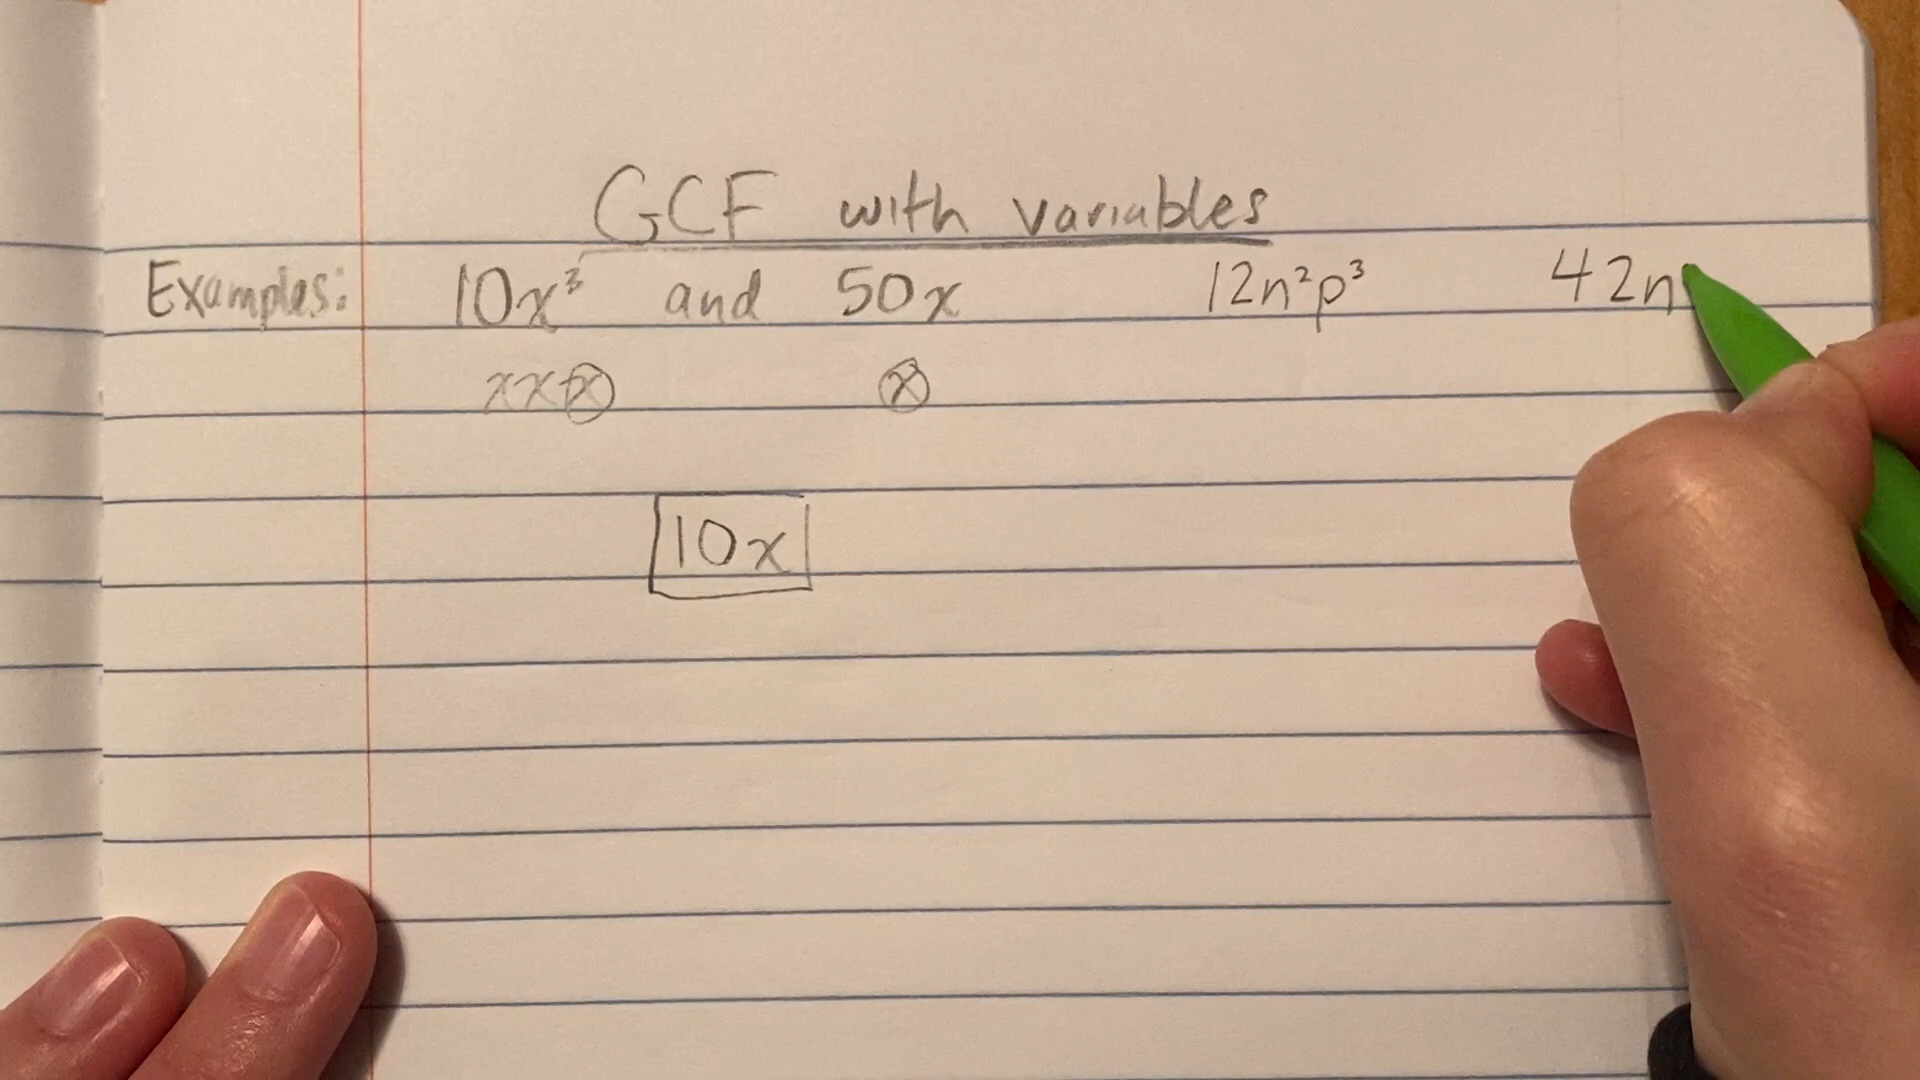 GCF with variables
Examples: 10x³ and 50x 12n²p³ 42n
xxx x
10x